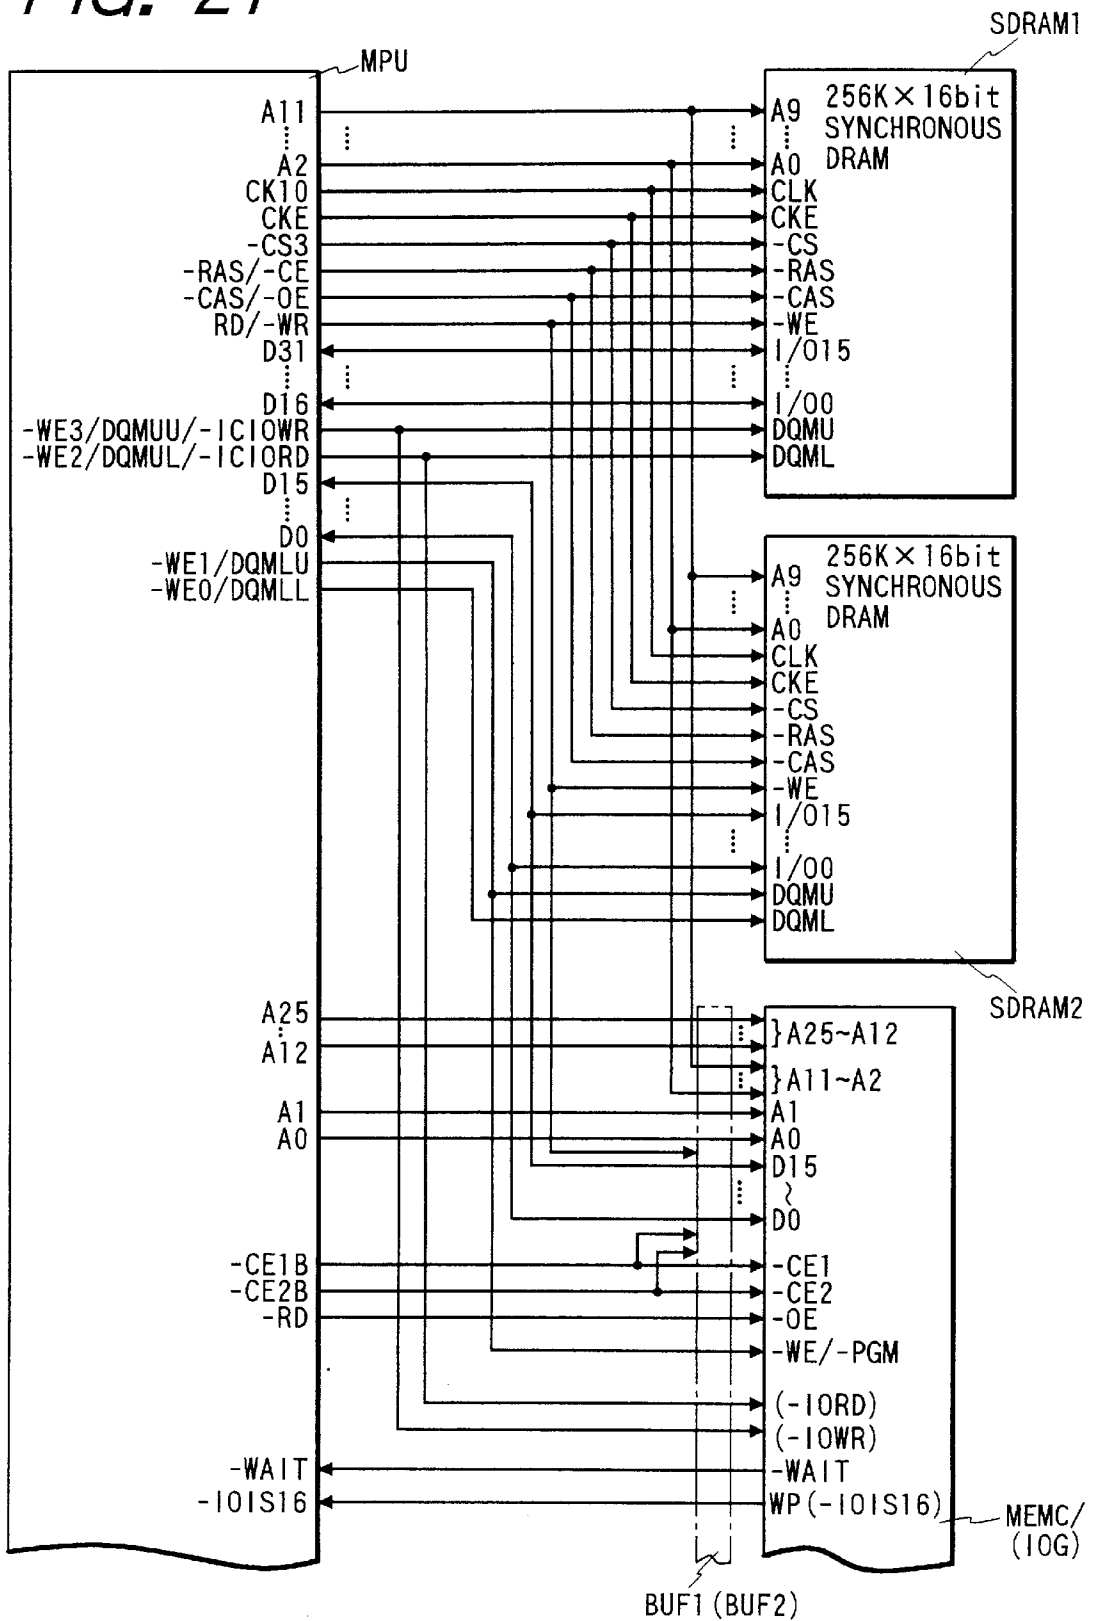 FIG. 21
SDRAM1
MPU
A11
A2
CK10
CKE
-CS3
-RAS/-CE
-CAS/-OE
RD/-WR
D31
D16
-WE3/DQMUU/-ICIOWR
-WE2/DQMUL/-ICIORD
D15
D0
-WE1/DQMLU
-WE0/DQMLL
A25
A12
A1
A0
-CE1B
-CE2B
-RD
-WAIT
-IOIS16
256K×16bit
SYNCHRONOUS
DRAM
A9
A0
CLK
CKE
-CS
-RAS
-CAS
-WE
I/O15
I/O0
DQMU
DQML
256K×16bit
SYNCHRONOUS
DRAM
A9
A0
CLK
CKE
-CS
-RAS
-CAS
-WE
I/O15
I/O0
DQMU
DQML
SDRAM2
}A25~A12
}A11~A2
A1
A0
D15
~
D0
-CE1
-CE2
-OE
-WE/-PGM
(-IORD)
(-IOWR)
-WAIT
WP(-IOIS16)
MEMC/
(IOG)
BUF1(BUF2)